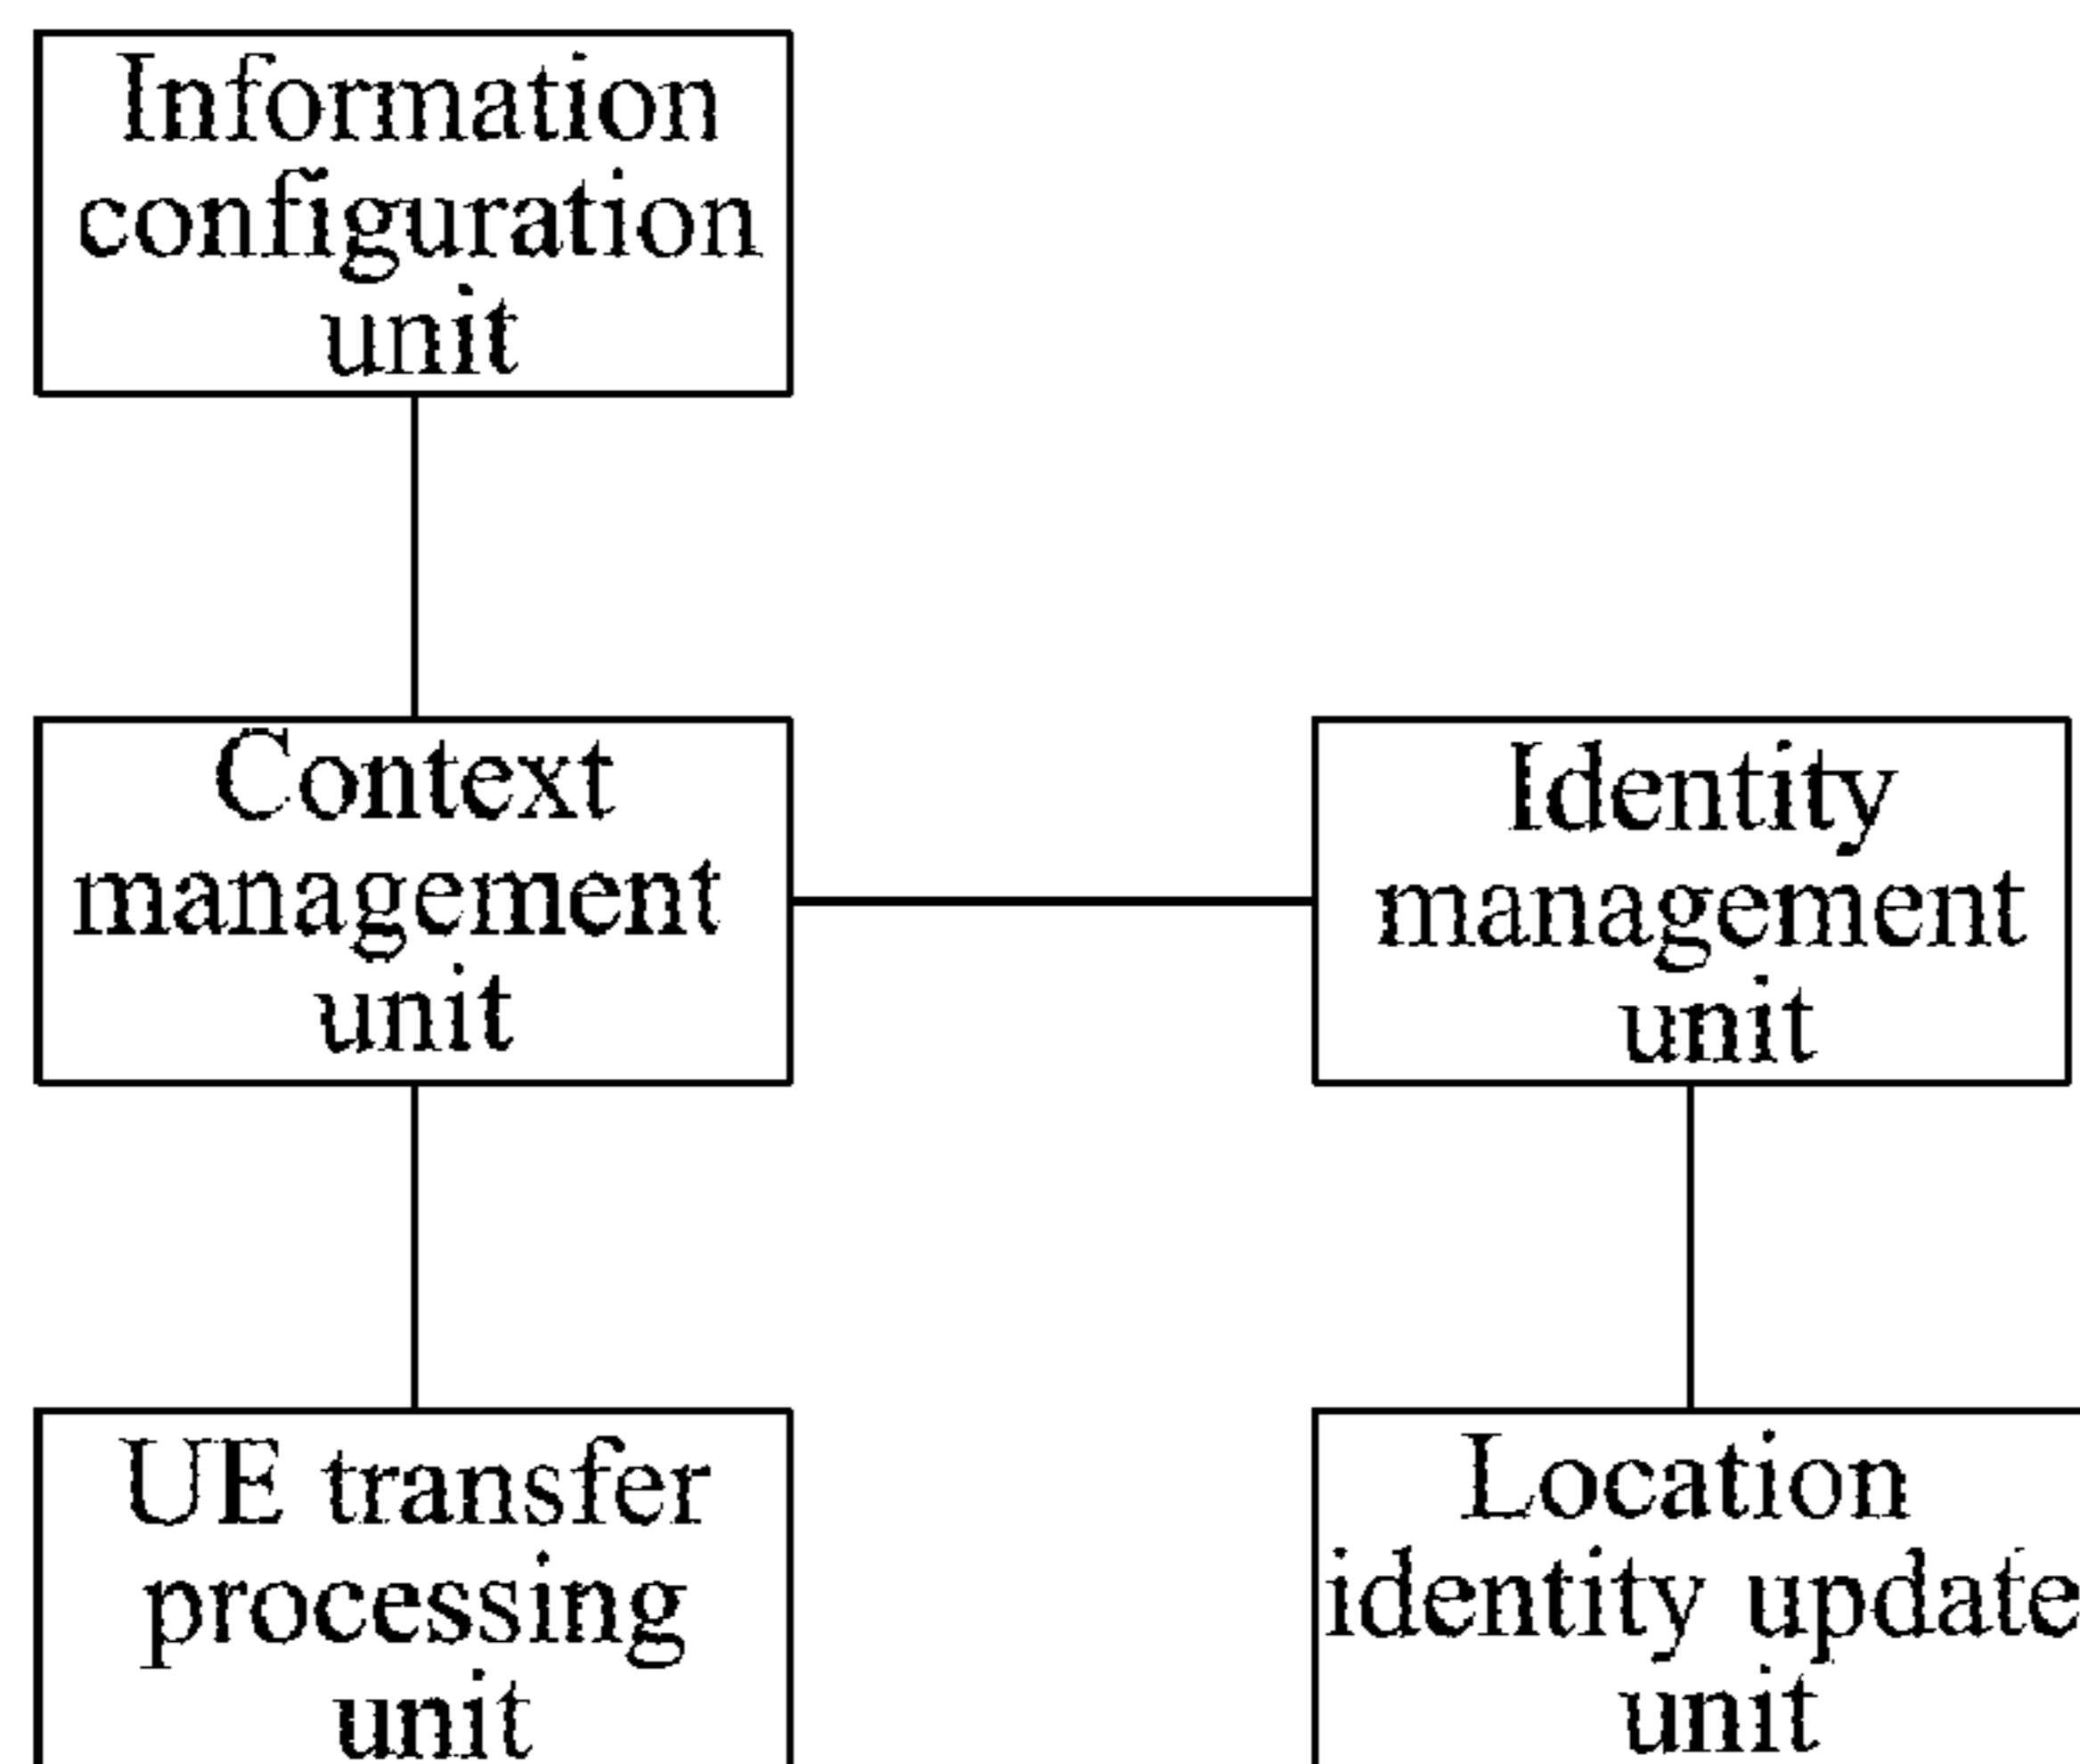 Information
configuration
unit
Context
management
unit
Identity
management
unit
UE transfer
processing
unit
Location
identity update
unit